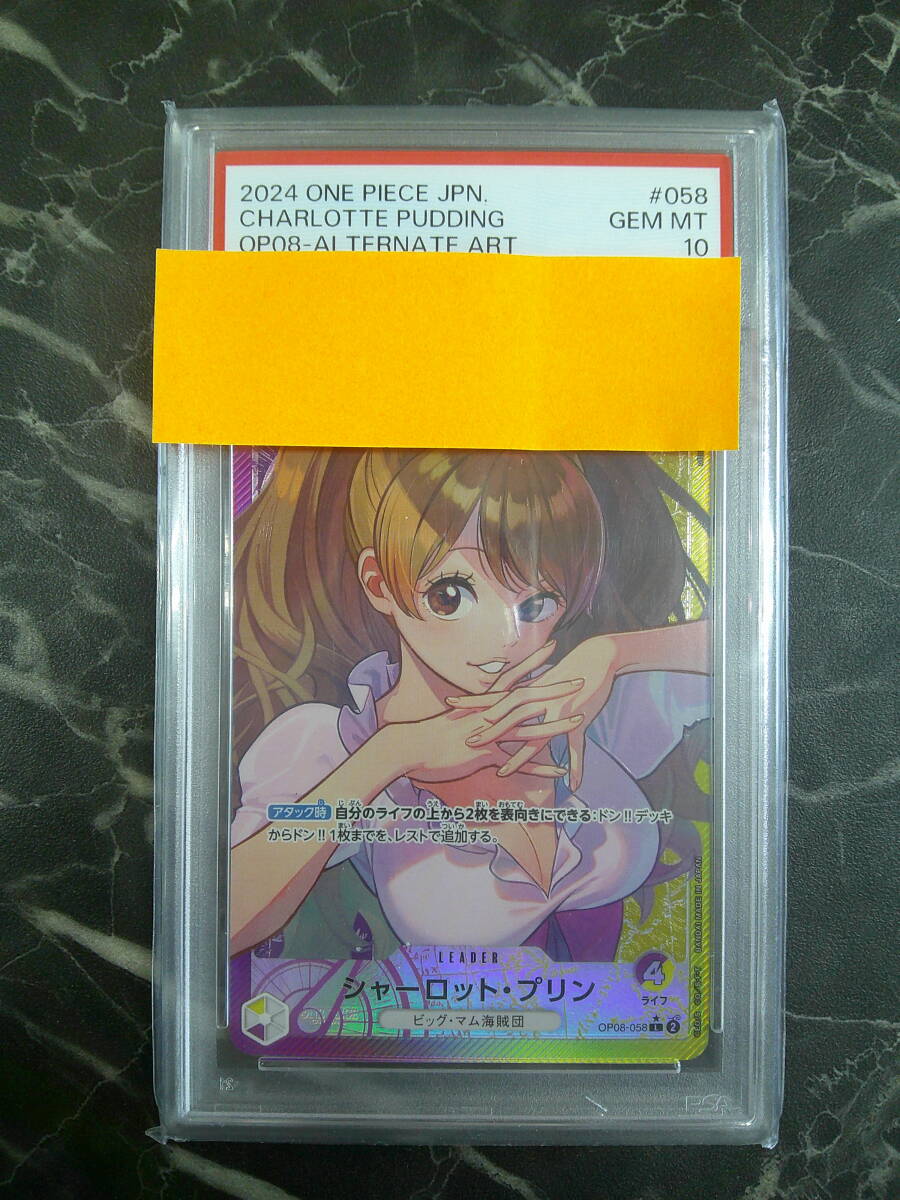 2024 ONE PIECE JPN. #058
CHARLOTTE PUDDING GEM MT
OP08-ALTERNATE ART 10
アタック時 自分のライフの上から2枚を表向きにできる:ドン!!デッキ
からドン!!1枚までを、レストで追加する。
LEADER
シャーロット・プリン
4
ライフ
ビッグ・マム海賊団
OP08-058 L 2
PSA